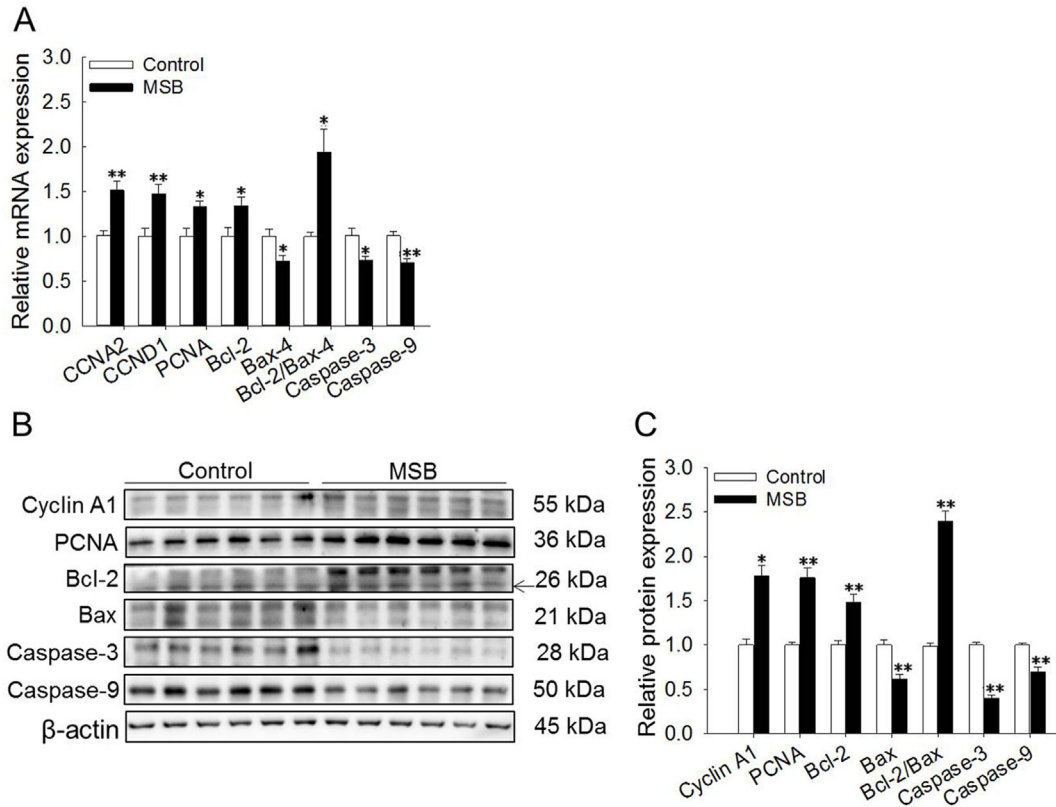 A
3.0
2.5
2.0
1.5
1.0
0.5
0.0
Relative mRNA expression
Control
MSB
**
**
*
*
*
*
*
**
CCNA2
CCND1
PCNA
Bcl-2
Bax-4
Bcl-2/Bax-4
Caspase-3
Caspase-9
B
Control MSB
Cyclin A1 55 kDa
PCNA 36 kDa
Bcl-2 26 kDa
Bax 21 kDa
Caspase-3 28 kDa
Caspase-9 50 kDa
β-actin 45 kDa
C
3.0
2.5
2.0
1.5
1.0
0.5
0.0
Relative protein expression
Control
MSB
*
**
**
**
**
**
**
Cyclin A1
PCNA
Bcl-2
Bax
Bcl-2/Bax
Caspase-3
Caspase-9